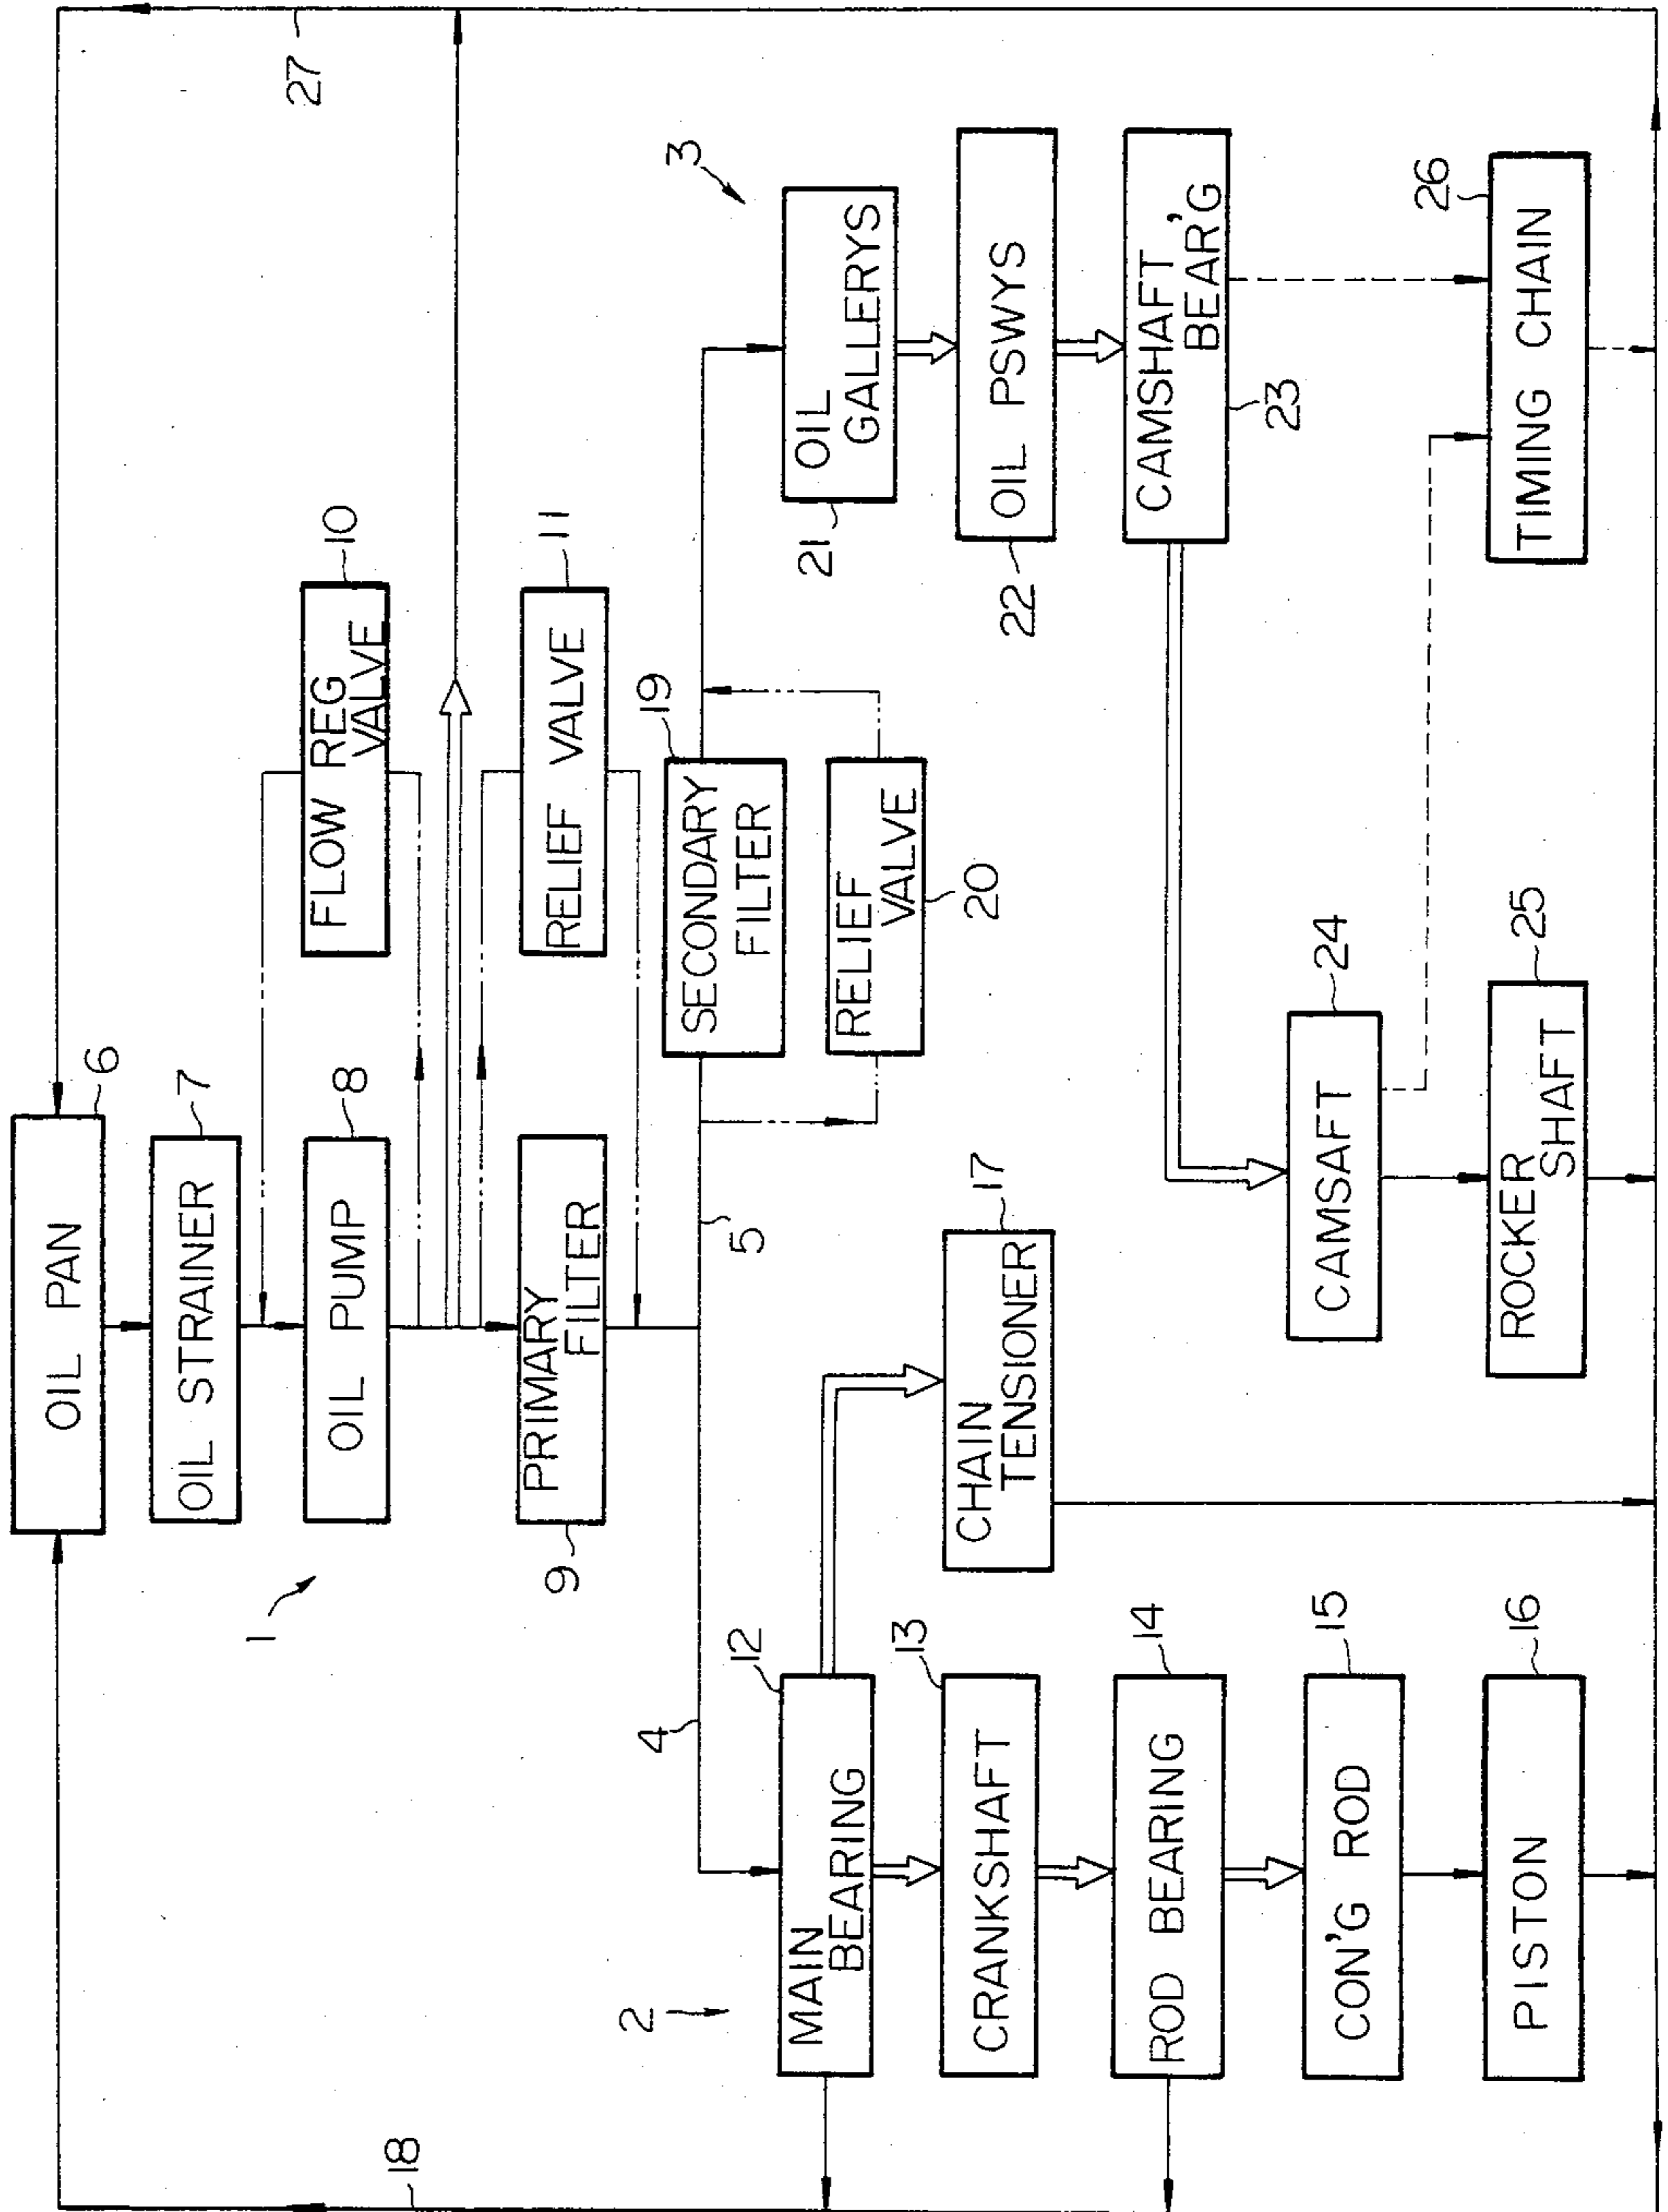 OIL PAN
6
OIL STRAINER
7
OIL PUMP
8
FLOW REG
VALVE
10
27
1
PRIMARY
FILTER
9
RELIEF VALVE
11
4
5
SECONDARY
FILTER
19
RELIEF
VALVE
20
2
MAIN
BEARING
12
CRANKSHAFT
13
ROD BEARING
14
CON'G ROD
15
PISTON
16
CHAIN
TENSIONER
17
18
3
OIL
GALLERYS
21
OIL PSWYS
22
CAMSHAFT
BEAR'G
23
CAMSAFT
24
ROCKER
SHAFT
25
TIMING CHAIN
26